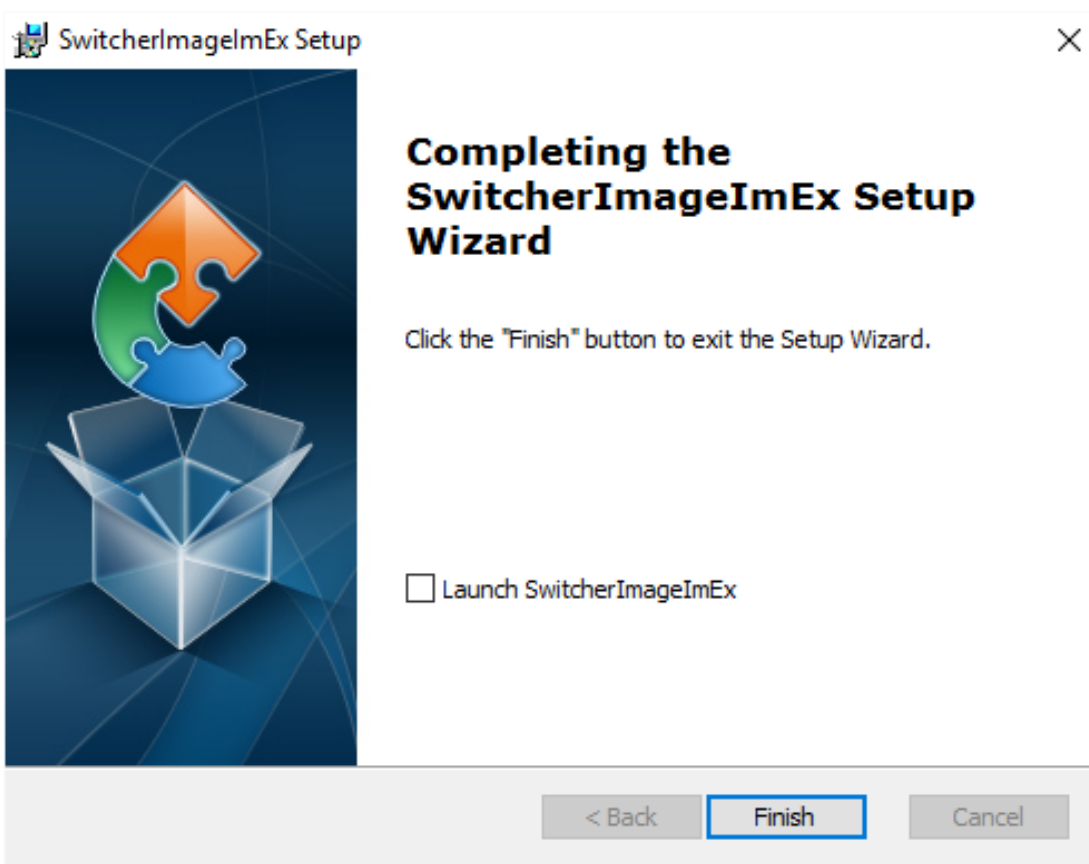 SwitcherImageImEx Setup
Completing the
SwitcherImageImEx Setup
Wizard
Click the "Finish" button to exit the Setup Wizard.
Launch SwitcherImageImEx
< Back
Finish
Cancel